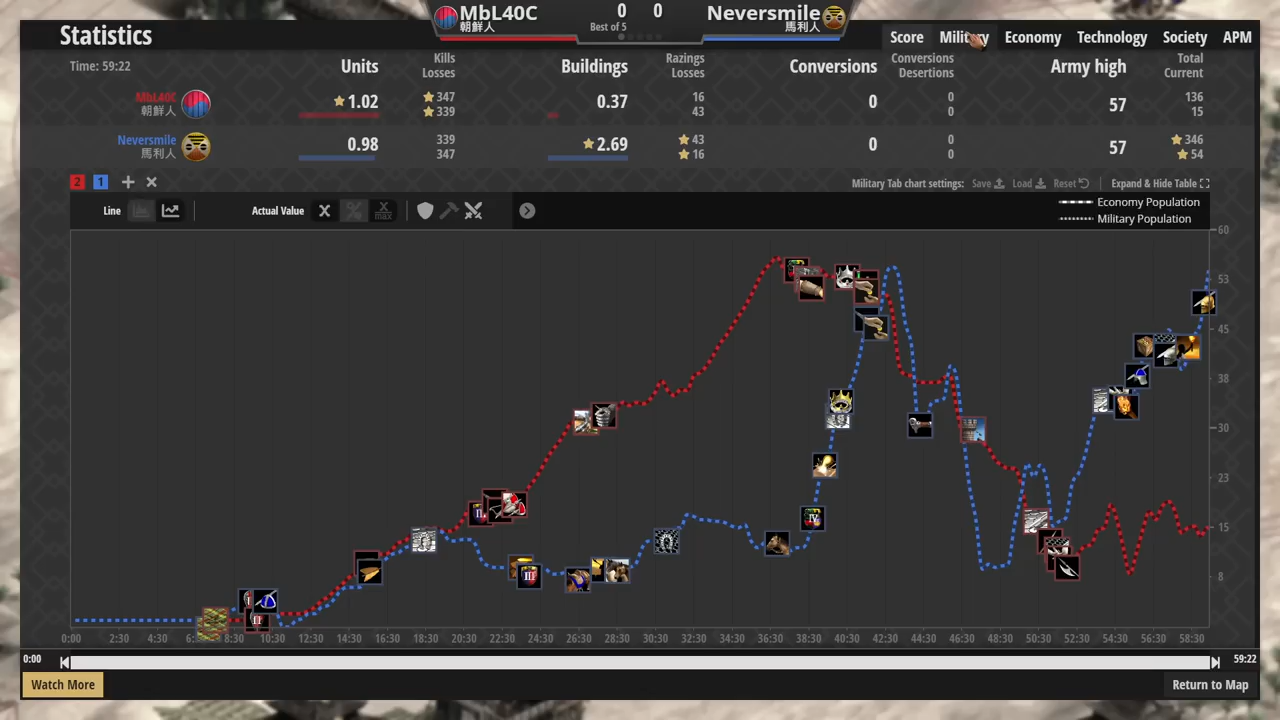 MbL40C
朝鮮人
0 0
Best of 5
Neversmile
馬利人
Statistics
Score Military Economy Technology Society APM
Time: 59:22
Units
Kills
Losses
Buildings
Razings
Losses
Conversions
Conversions
Desertions
Army high
Total
Current
MbL40C
朝鮮人
1.02
347
339
0.37
16
43
0
0
0
57
136
15
Neversmile
馬利人
0.98
339
347
2.69
43
16
0
0
0
57
346
54
2 1
Military Tab chart settings: Save Load Reset Expand & Hide Table
Line
Actual Value
Economy Population
Military Population
60
53
45
38
30
23
15
8
0:00 2:30 4:30 8:30 10:30 12:30 14:30 16:30 18:30 20:30 22:30 24:30 26:30 28:30 30:30 32:30 34:30 36:30 38:30 40:30 42:30 44:30 46:30 48:30 50:30 52:30 54:30 56:30 58:30
0:00
59:22
Watch More
Return to Map